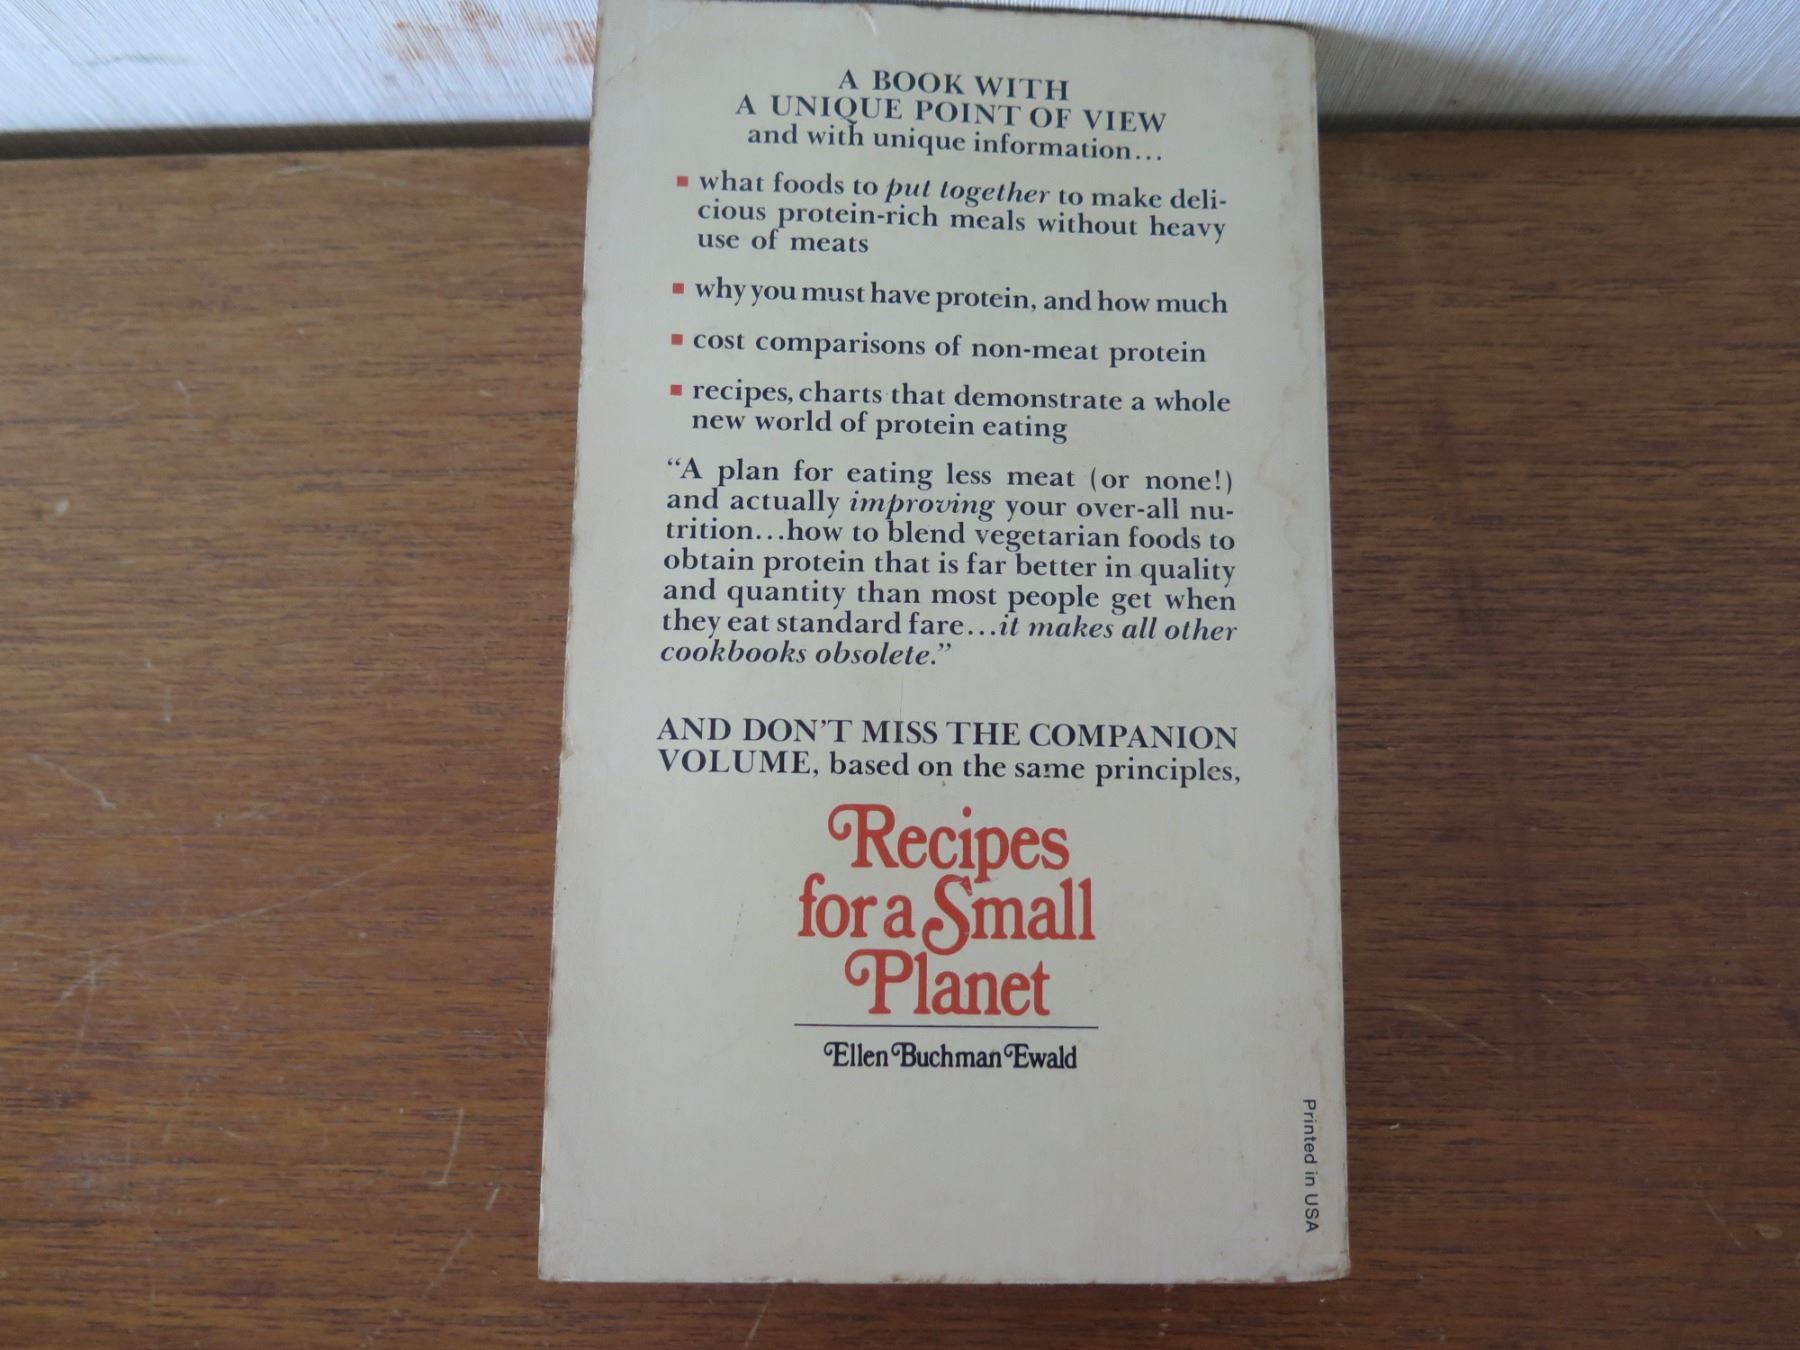 A BOOK WITH
A UNIQUE POINT OF VIEW
and with unique information...
▪ what foods to put together to make deli-
cious protein-rich meals without heavy
use of meats
▪ why you must have protein, and how much
▪ cost comparisons of non-meat protein
▪ recipes, charts that demonstrate a whole
new world of protein eating
“A plan for eating less meat (or none!)
and actually improving your over-all nu-
trition...how to blend vegetarian foods to
obtain protein that is far better in quality
and quantity than most people get when
they eat standard fare...it makes all other
cookbooks obsolete.”
AND DON’T MISS THE COMPANION
VOLUME, based on the same principles,
Recipes
for a Small
Planet
Ellen Buchman Ewald
Printed in USA